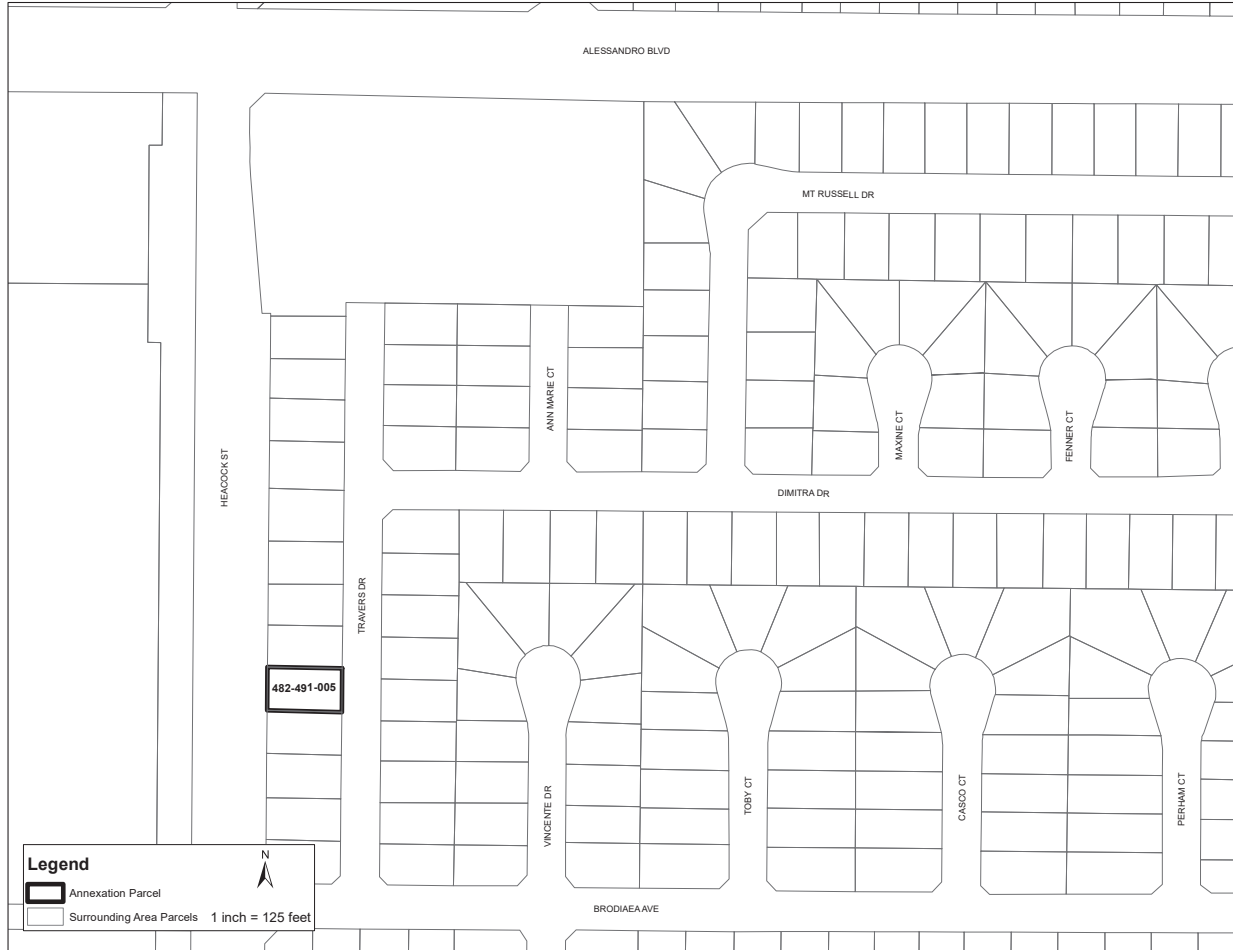 ALESSANDRO BLVD
MT RUSSELL DR
ANN MARIE CT
MAXINE CT
FENNER CT
HEACOCK ST
DIMITRA DR
TRAVERS DR
482-491-005
VINCENTE DR
TOBY CT
CASCO CT
PERHAM CT
BRODIAEA AVE
Legend
N
Annexation Parcel
Surrounding Area Parcels 1 inch = 125 feet